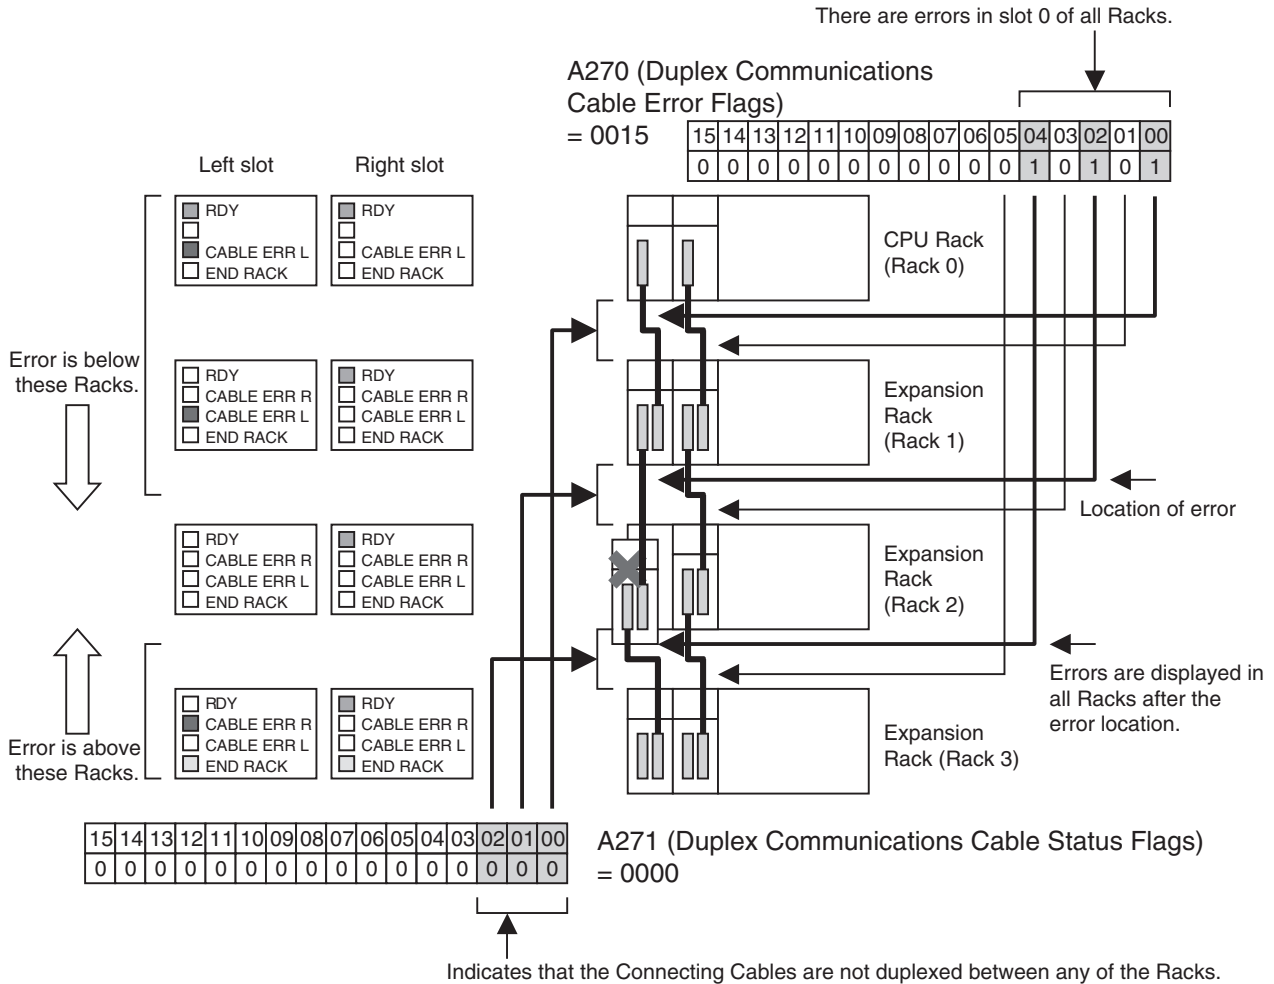 There are errors in slot 0 of all Racks.
A270 (Duplex Communications
Cable Error Flags)
= 0015
15 14 13 12 11 10 09 08 07 06 05 04 03 02 01 00
0 0 0 0 0 0 0 0 0 0 0 1 0 1 0 1
Left slot
Right slot
RDY
CABLE ERR L
END RACK
RDY
CABLE ERR L
END RACK
CPU Rack
(Rack 0)
Error is below
these Racks.
RDY
CABLE ERR R
CABLE ERR L
END RACK
RDY
CABLE ERR R
CABLE ERR L
END RACK
Expansion
Rack
(Rack 1)
Location of error
RDY
CABLE ERR R
CABLE ERR L
END RACK
RDY
CABLE ERR R
CABLE ERR L
END RACK
Expansion
Rack
(Rack 2)
Errors are displayed in
all Racks after the
error location.
Error is above
these Racks.
RDY
CABLE ERR R
CABLE ERR L
END RACK
RDY
CABLE ERR R
CABLE ERR L
END RACK
Expansion
Rack (Rack 3)
15 14 13 12 11 10 09 08 07 06 05 04 03 02 01 00
0 0 0 0 0 0 0 0 0 0 0 0 0 0 0 0
A271 (Duplex Communications Cable Status Flags)
= 0000
Indicates that the Connecting Cables are not duplexed between any of the Racks.